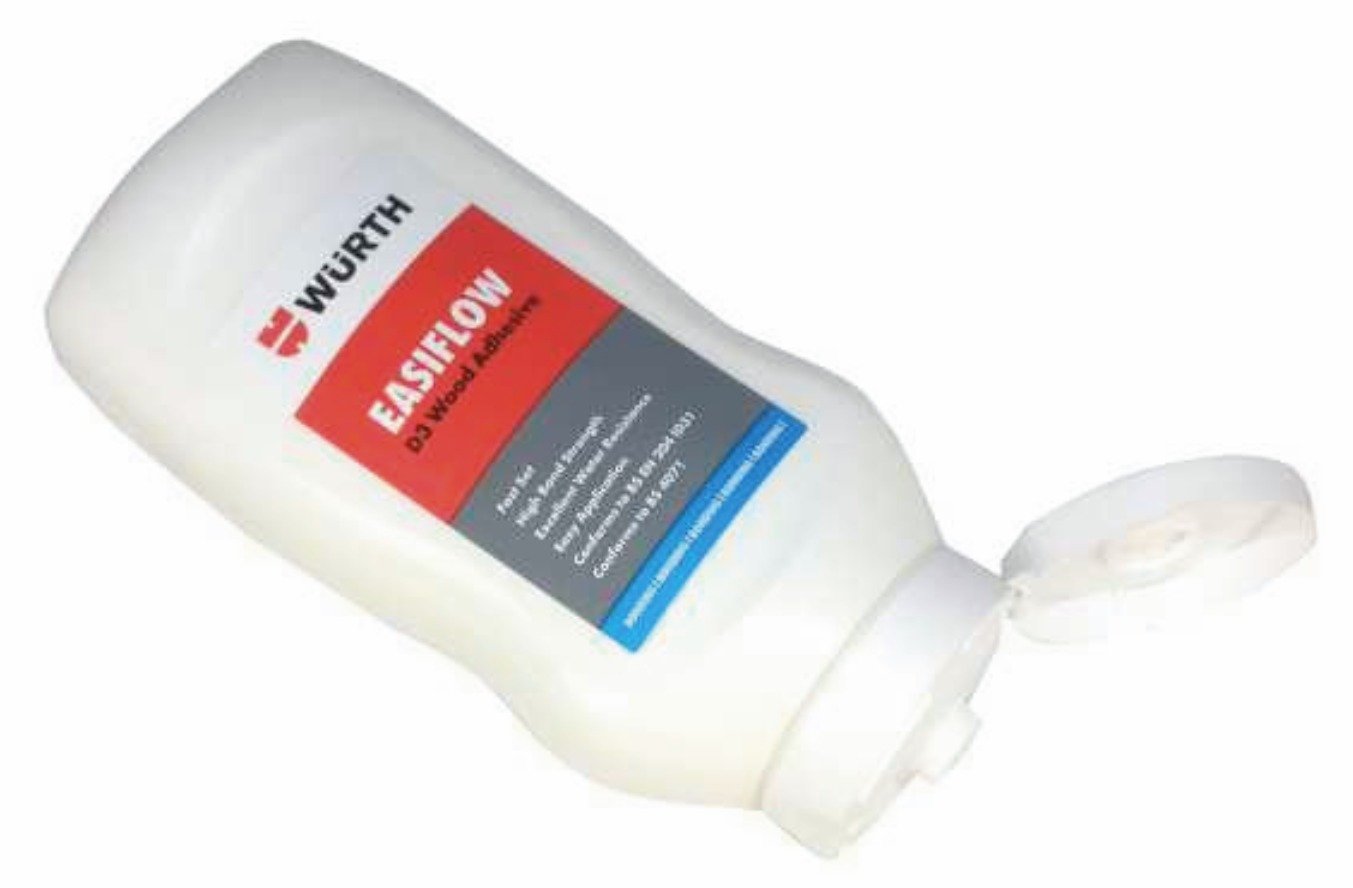 WÜRTH
EASIFLOW
D3 Wood Adhesive
Fast Set
High Bond Strength
Excellent Water Resistance
Easy Application
Conforms to BS EN 204 (D3)
Conforms to BS 4071